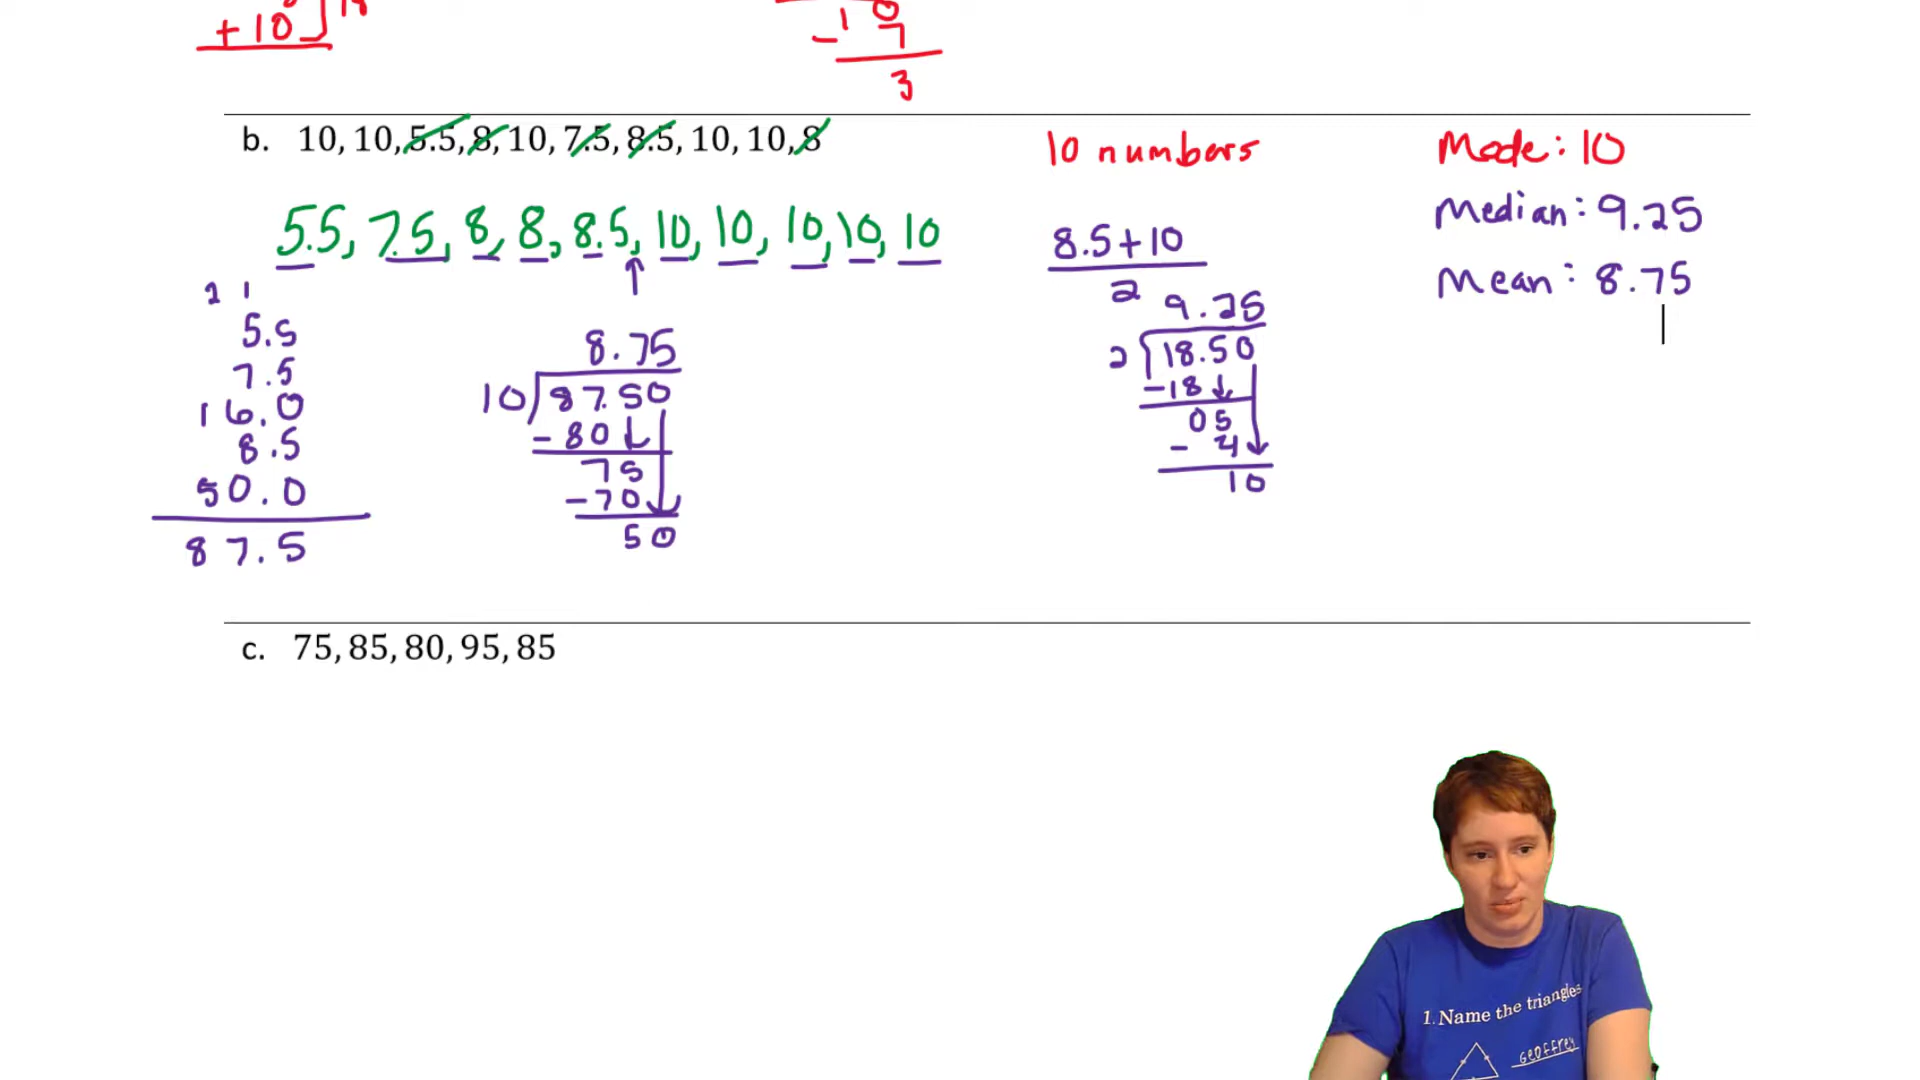 + 10
18
- 7
3
b. 10, 10, 5.5, 8, 10, 7.5, 8.5, 10, 10, 8
10 numbers
Mode: 10
5.5, 7.5, 8, 8, 8.5, 10, 10, 10, 10, 10
8.5 + 10
2
Median: 9.25
Mean: 8.75
2 1
5.5
7.5
16.0
8.5
50.0
87.5
8.75
10 87.50
- 80
75
- 70
50
9.25
2 18.50
- 18
05
- 4
10
c. 75, 85, 80, 95, 85
1. Name the triangles
GEOFFREY